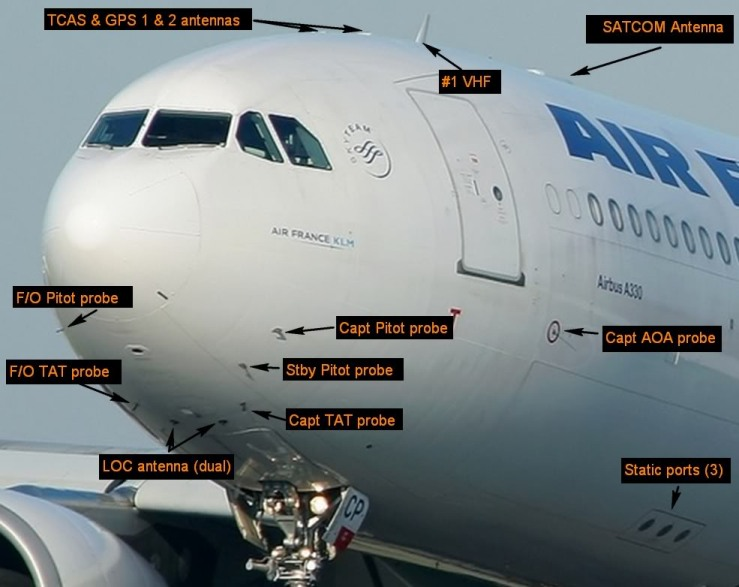 TCAS & GPS 1 & 2 antennas
SATCOM Antenna
#1 VHF
SKYTEAM
AIR F
AIR FRANCE KLM
Airbus A330
F/O Pitot probe
Capt Pitot probe
Capt AOA probe
F/O TAT probe
Stby Pitot probe
Capt TAT probe
LOC antenna (dual)
Static ports (3)
CP